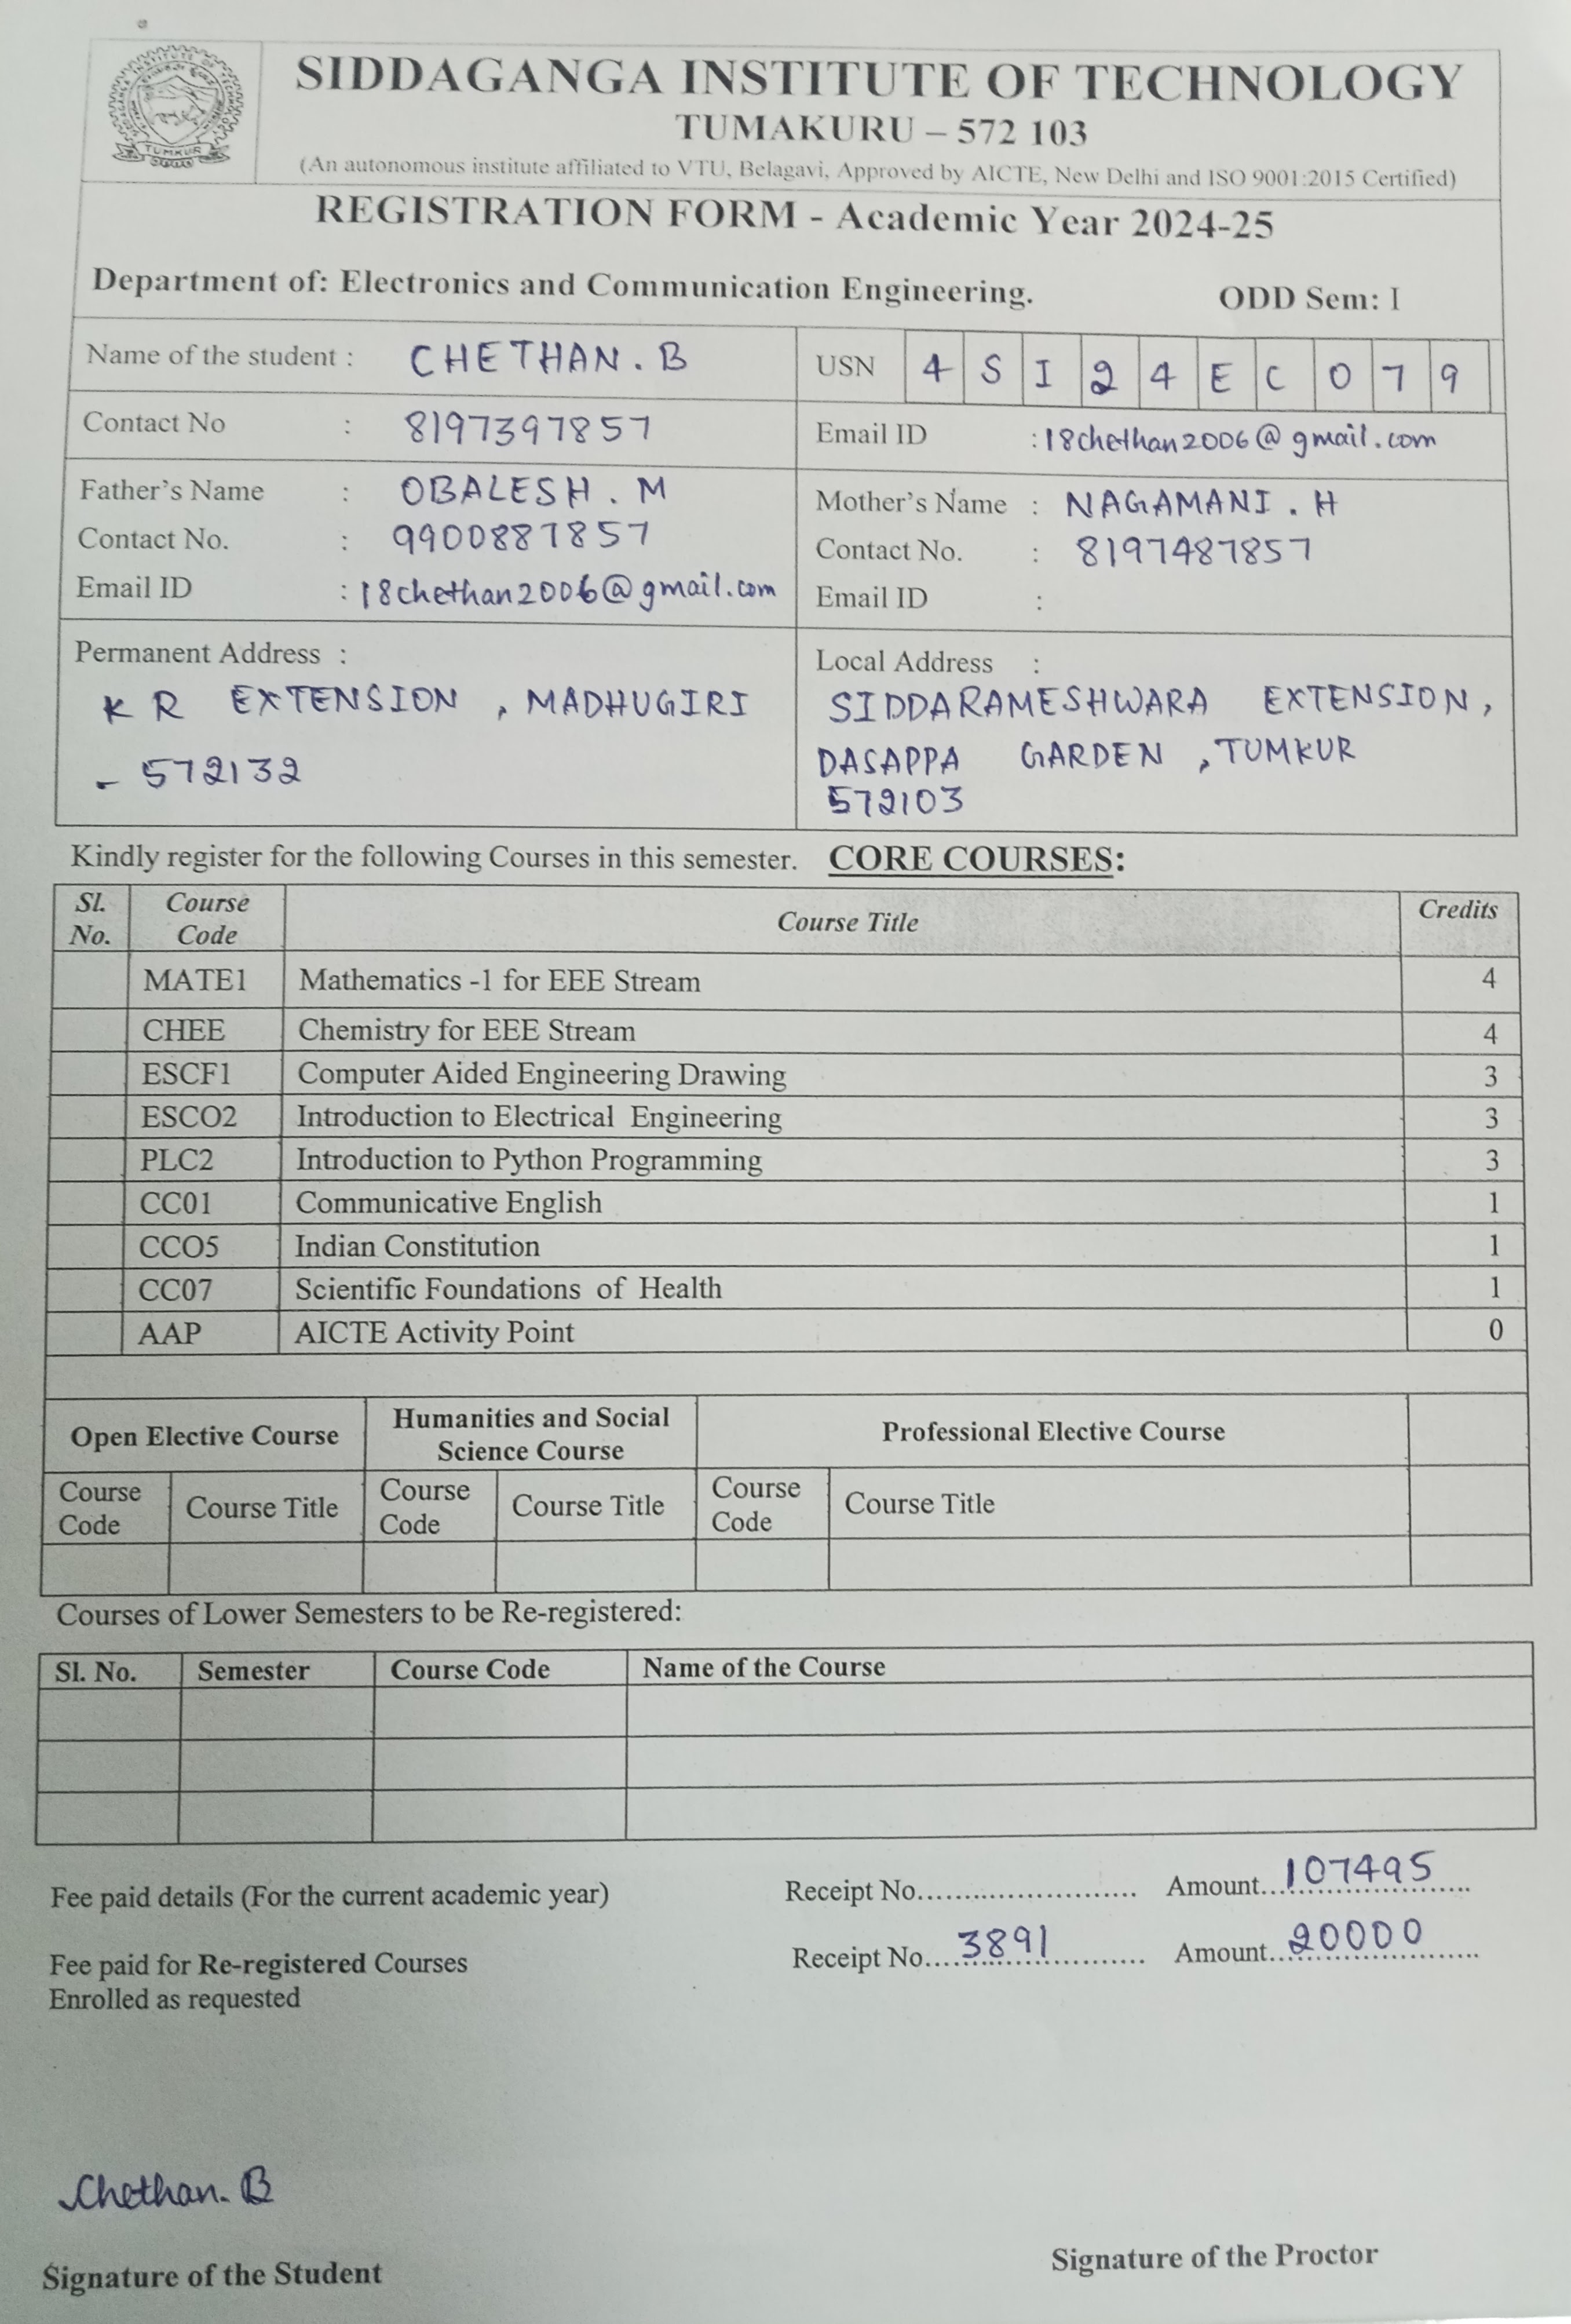 SIDDAGANGA INSTITUTE OF TECHNOLOGY
TUMAKURU – 572 103
(An autonomous institute affiliated to VTU, Belagavi, Approved by AICTE, New Delhi and ISO 9001:2015 Certified)
TUMKUR
REGISTRATION FORM - Academic Year 2024-25
Department of: Electronics and Communication Engineering. ODD Sem: I
Name of the student : CHETHAN.B USN 4 S I 2 4 E C 0 7 9
Contact No : 8197397857 Email ID :18chethan2006@gmail.com
Father's Name : OBALESH . M Mother's Name : NAGAMANI . H
Contact No. : 9900887857 Contact No. : 8197487857
Email ID : 18chethan2006@gmail.com Email ID :
Permanent Address : Local Address :
K R EXTENSION , MADHUGIRI SIDDARAMESHWARA EXTENSION,
- 572132 DASAPPA GARDEN , TUMKUR
572103
Kindly register for the following Courses in this semester. CORE COURSES:
Sl. No. Course Code Course Title Credits
MATE1 Mathematics -1 for EEE Stream 4
CHEE Chemistry for EEE Stream 4
ESCF1 Computer Aided Engineering Drawing 3
ESCO2 Introduction to Electrical Engineering 3
PLC2 Introduction to Python Programming 3
CC01 Communicative English 1
CCO5 Indian Constitution 1
CC07 Scientific Foundations of Health 1
AAP AICTE Activity Point 0
Open Elective Course Humanities and Social Science Course Professional Elective Course
Course Code Course Title Course Code Course Title Course Code Course Title
Courses of Lower Semesters to be Re-registered:
Sl. No. Semester Course Code Name of the Course
Fee paid details (For the current academic year) Receipt No........................ Amount...107495
Fee paid for Re-registered Courses Receipt No....3891............ Amount...20000
Enrolled as requested
Chethan. B
Signature of the Student Signature of the Proctor